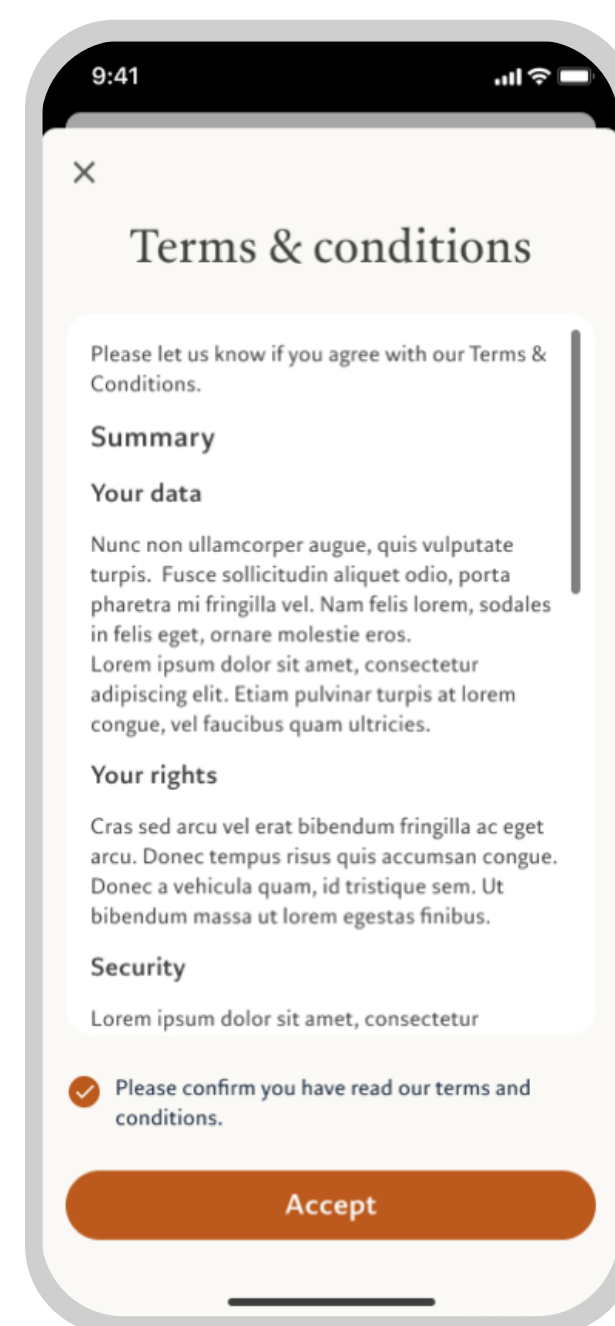 9:41
Terms & conditions
Please let us know if you agree with our Terms &
Conditions.
Summary
Your data
Nunc non ullamcorper augue, quis vulputate
turpis.  Fusce sollicitudin aliquet odio, porta
pharetra mi fringilla vel. Nam felis lorem, sodales
in felis eget, ornare molestie eros.
Lorem ipsum dolor sit amet, consectetur
adipiscing elit. Etiam pulvinar turpis at lorem
congue, vel faucibus quam ultricies.
Your rights
Cras sed arcu vel erat bibendum fringilla ac eget
arcu. Donec tempus risus quis accumsan congue.
Donec a vehicula quam, id tristique sem. Ut
bibendum massa ut lorem egestas finibus.
Security
Lorem ipsum dolor sit amet, consectetur
Please confirm you have read our terms and
conditions.
Accept